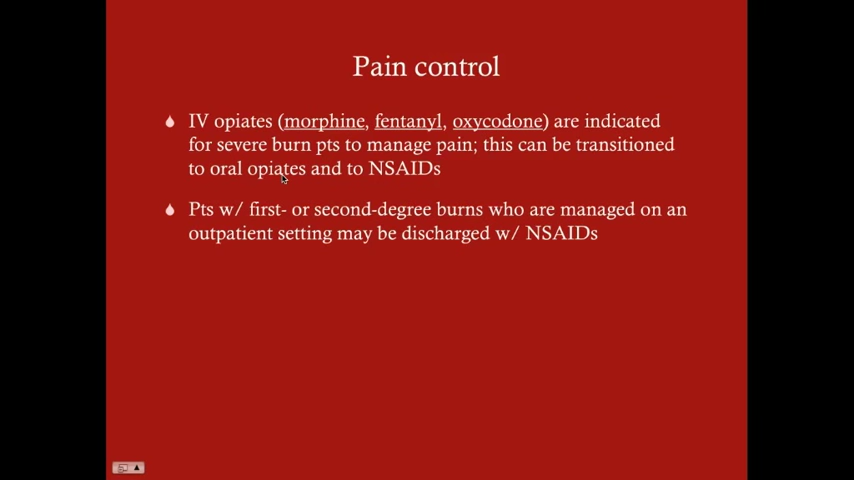 Pain control
IV opiates (morphine, fentanyl, oxycodone) are indicated
for severe burn pts to manage pain; this can be transitioned
to oral opiates and to NSAIDs
Pts w/ first- or second-degree burns who are managed on an
outpatient setting may be discharged w/ NSAIDs